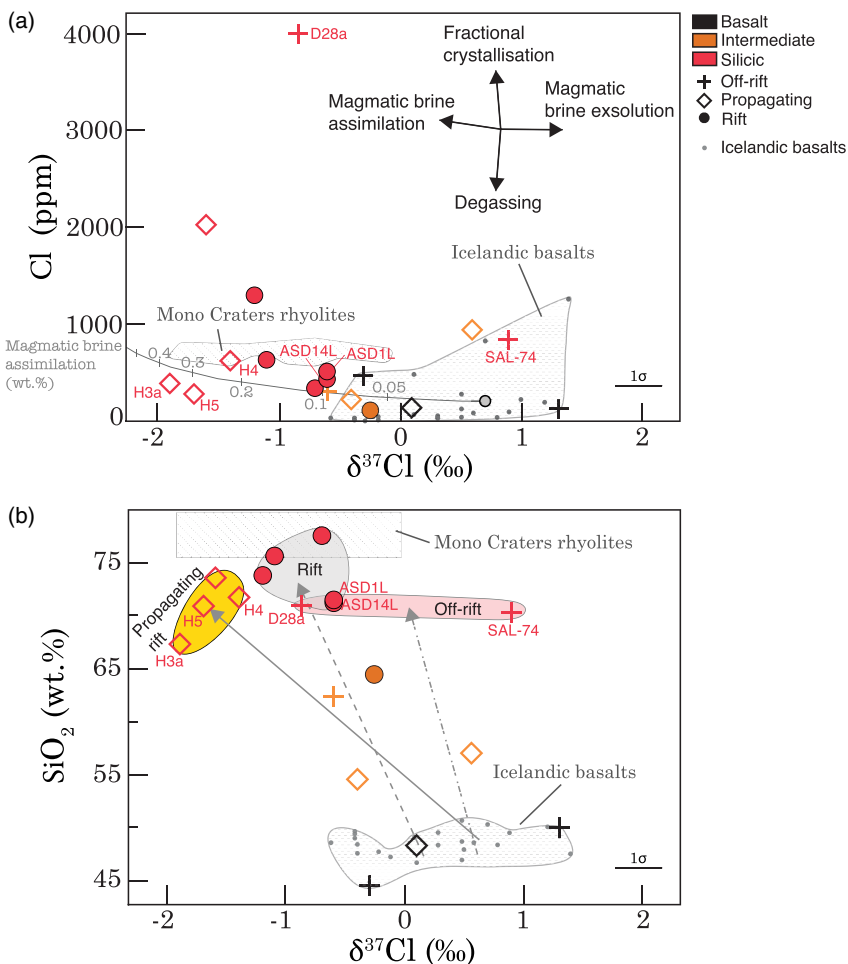 (a)
4000
3000
2000
1000
0
Cl (ppm)
D28a
Fractional
crystallisation
Magmatic brine
assimilation
Magmatic
brine exsolution
Degassing
Basalt
Intermediate
Silicic
Off-rift
Propagating
Rift
Icelandic basalts
Icelandic basalts
Mono Craters rhyolites
ASD14L
ASD1L
SAL-74
Magmatic brine
assimilation
(wt.%)
0.4
0.3
0.2
0.1
0.05
H4
H3a
H5
1σ
-2
-1
0
1
2
δ³⁷Cl (‰)
(b)
75
65
55
45
SiO₂ (wt.%)
Mono Craters rhyolites
Rift
Propagating
rift
ASD1L
ASD14L
Off-rift
H4
H5
D28a
SAL-74
H3a
Icelandic basalts
1σ
-2
-1
0
1
2
δ³⁷Cl (‰)